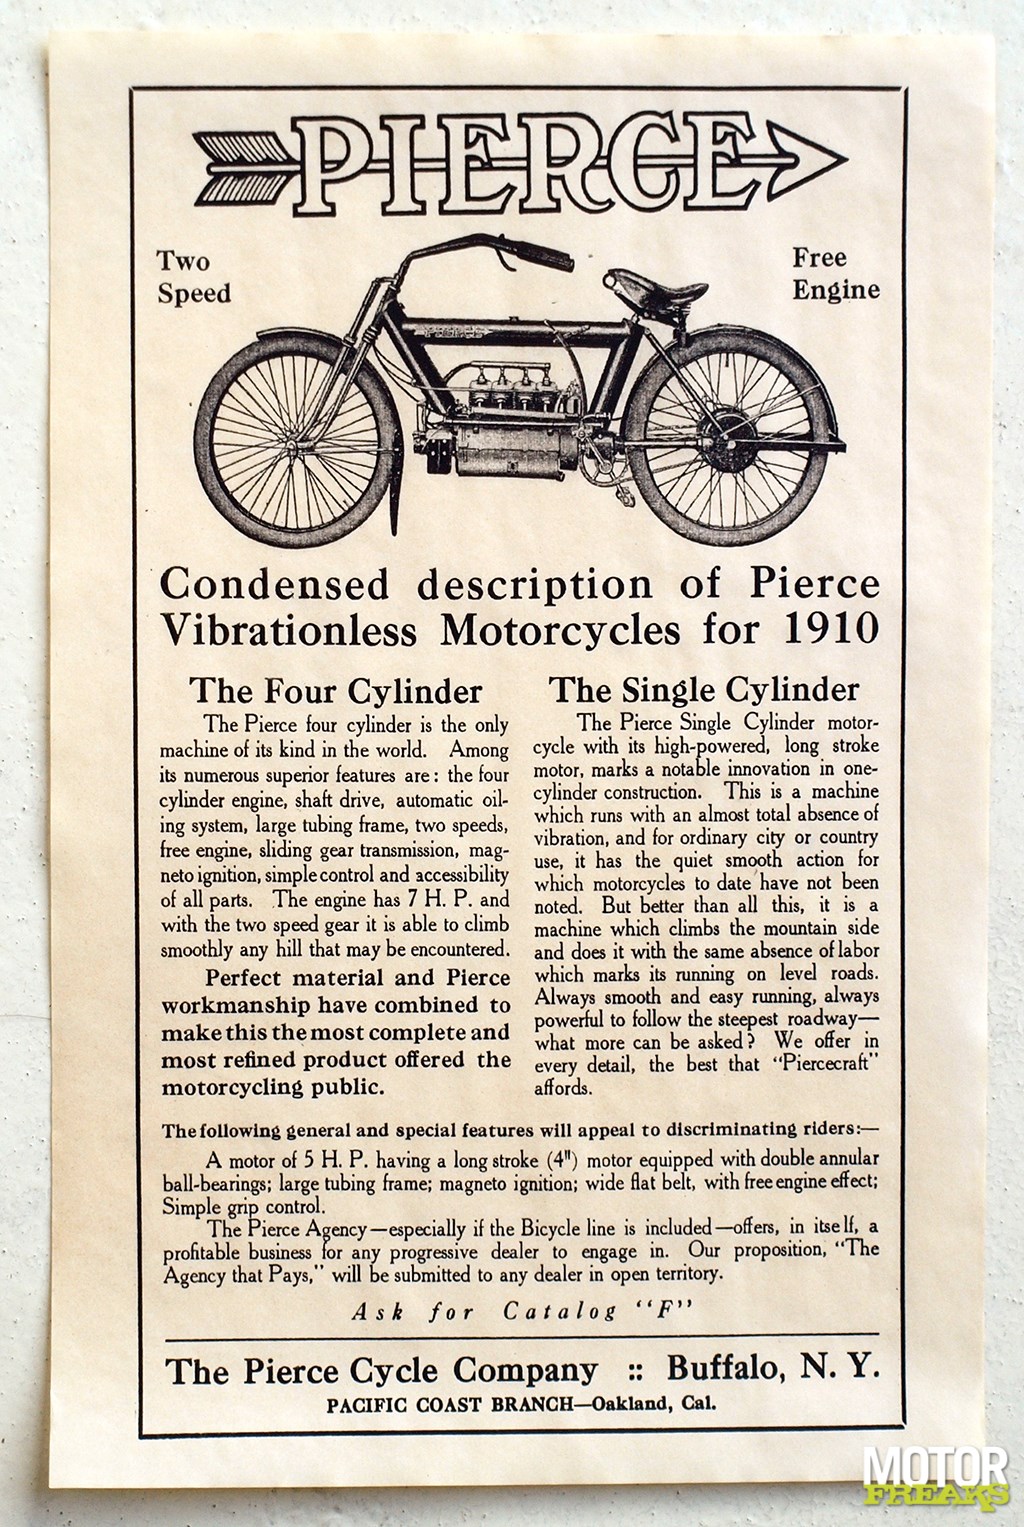 PIERCE
Two
Speed
Free
Engine
PIERCE
Condensed description of Pierce
Vibrationless Motorcycles for 1910
The Four Cylinder
The Pierce four cylinder is the only
machine of its kind in the world. Among
its numerous superior features are: the four
cylinder engine, shaft drive, automatic oil-
ing system, large tubing frame, two speeds,
free engine, sliding gear transmission, mag-
neto ignition, simple control and accessibility
of all parts. The engine has 7 H. P. and
with the two speed gear it is able to climb
smoothly any hill that may be encountered.
Perfect material and Pierce
workmanship have combined to
make this the most complete and
most refined product offered the
motorcycling public.
The Single Cylinder
The Pierce Single Cylinder motor-
cycle with its high-powered, long stroke
motor, marks a notable innovation in one-
cylinder construction. This is a machine
which runs with an almost total absence of
vibration, and for ordinary city or country
use, it has the quiet smooth action for
which motorcycles to date have not been
noted. But better than all this, it is a
machine which climbs the mountain side
and does it with the same absence of labor
which marks its running on level roads.
Always smooth and easy running, always
powerful to follow the steepest roadway—
what more can be asked? We offer in
every detail, the best that "Piercecraft"
affords.
The following general and special features will appeal to discriminating riders:—
A motor of 5 H. P. having a long stroke (4") motor equipped with double annular
ball-bearings; large tubing frame; magneto ignition; wide flat belt, with free engine effect;
Simple grip control.
The Pierce Agency—especially if the Bicycle line is included—offers, in itself, a
profitable business for any progressive dealer to engage in. Our proposition, "The
Agency that Pays," will be submitted to any dealer in open territory.
Ask for Catalog "F"
The Pierce Cycle Company :: Buffalo, N. Y.
PACIFIC COAST BRANCH—Oakland, Cal.
MOTOR
FREAKS